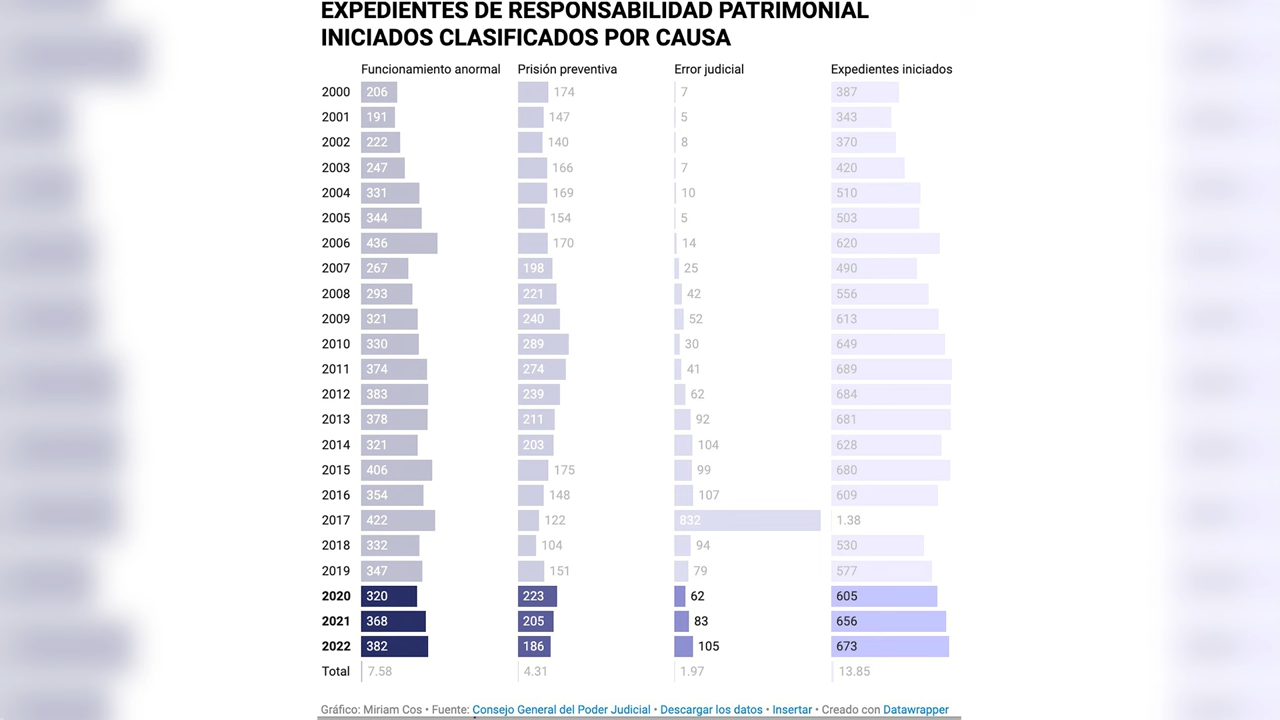 EXPEDIENTES DE RESPONSABILIDAD PATRIMONIAL
INICIADOS CLASIFICADOS POR CAUSA
Funcionamiento anormal Prisión preventiva Error judicial Expedientes iniciados
2000 206 174 7 387
2001 191 147 5 343
2002 222 140 8 370
2003 247 166 7 420
2004 331 169 10 510
2005 344 154 5 503
2006 436 170 14 620
2007 267 198 25 490
2008 293 221 42 556
2009 321 240 52 613
2010 330 289 30 649
2011 374 274 41 689
2012 383 239 62 684
2013 378 211 92 681
2014 321 203 104 628
2015 406 175 99 680
2016 354 148 107 609
2017 422 122 832 1.38
2018 332 104 94 530
2019 347 151 79 577
2020 320 223 62 605
2021 368 205 83 656
2022 382 186 105 673
Total 7.58 4.31 1.97 13.85
Gráfico: Miriam Cos • Fuente: Consejo General del Poder Judicial • Descargar los datos • Insertar • Creado con Datawrapper